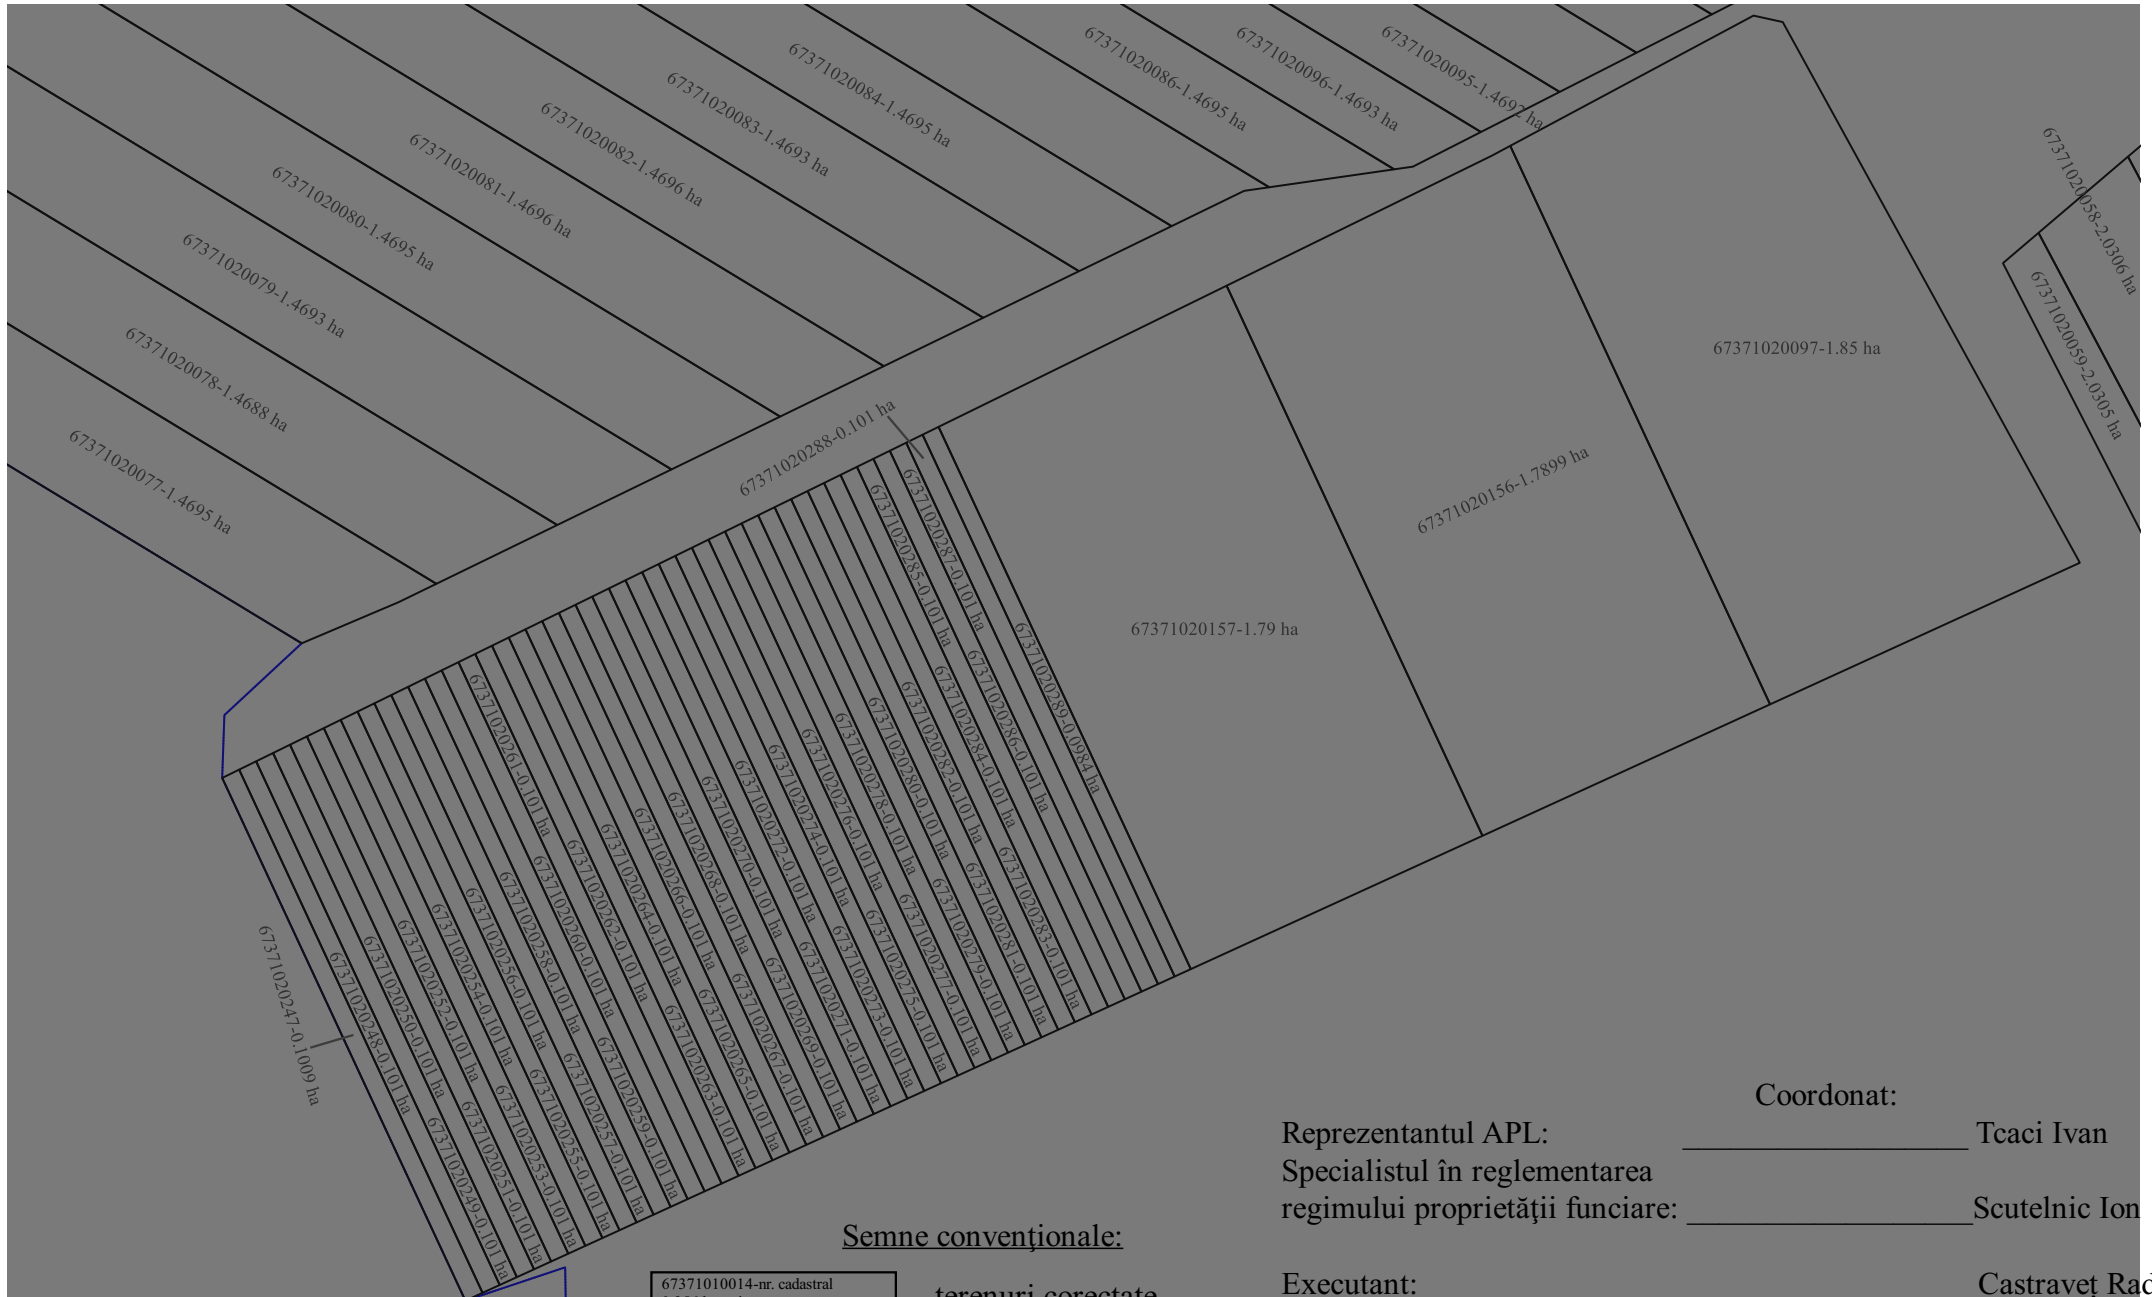 67371020084-1.4695 ha
67371020086-1.4695 ha
67371020096-1.4693 ha
67371020095-1.4692 ha
67371020083-1.4693 ha
67371020082-1.4696 ha
67371020081-1.4696 ha
67371020080-1.4695 ha
67371020079-1.4693 ha
67371020078-1.4688 ha
67371020077-1.4695 ha
67371020058-2.0306 ha
67371020059-2.0305 ha
67371020097-1.85 ha
67371020156-1.7899 ha
67371020157-1.79 ha
67371020288-0.101 ha
67371020287-0.101 ha
67371020285-0.101 ha
67371020289-0.0984 ha
67371020286-0.101 ha
67371020284-0.101 ha
67371020282-0.101 ha
67371020280-0.101 ha
67371020278-0.101 ha
67371020276-0.101 ha
67371020274-0.101 ha
67371020272-0.101 ha
67371020270-0.101 ha
67371020268-0.101 ha
67371020266-0.101 ha
67371020264-0.101 ha
67371020262-0.101 ha
67371020260-0.101 ha
67371020258-0.101 ha
67371020256-0.101 ha
67371020254-0.101 ha
67371020252-0.101 ha
67371020250-0.101 ha
67371020248-0.101 ha
67371020247-0.1009 ha
67371020261-0.101 ha
67371020283-0.101 ha
67371020281-0.101 ha
67371020279-0.101 ha
67371020277-0.101 ha
67371020275-0.101 ha
67371020273-0.101 ha
67371020271-0.101 ha
67371020269-0.101 ha
67371020267-0.101 ha
67371020265-0.101 ha
67371020263-0.101 ha
67371020259-0.101 ha
67371020257-0.101 ha
67371020255-0.101 ha
67371020253-0.101 ha
67371020251-0.101 ha
67371020249-0.101 ha
Coordonat:
Reprezentantul APL: ___________________ Tcaci Ivan
Specialistul în reglementarea
regimului proprietăţii funciare: ___________________Scutelnic Ion
Executant: Castraveţ Rad
Semne convenţionale:
67371010014-nr. cadastral
terenuri corectate